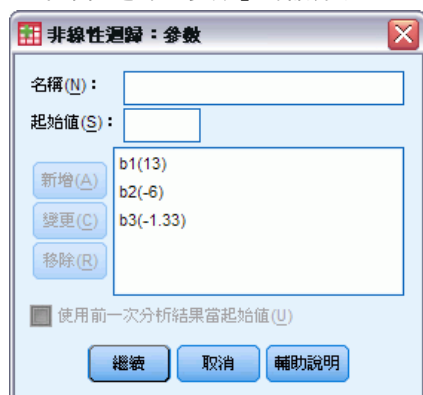 非線性迴歸：參數
名稱(N)：
起始值(S)：
新增(A)
變更(C)
移除(R)
b1(13)
b2(-6)
b3(-1.33)
使用前一次分析結果當起始值(U)
繼續 取消 輔助說明